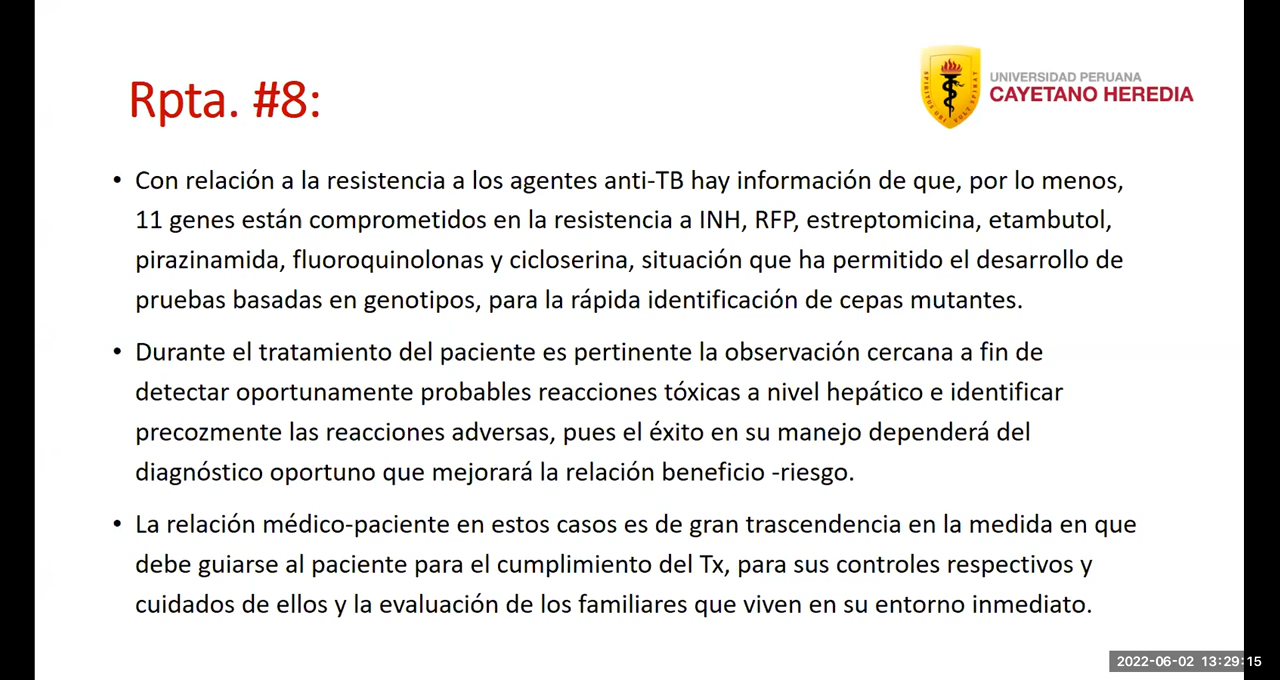 Rpta. #8:
UNIVERSIDAD PERUANA
CAYETANO HEREDIA
SPIRITUS DEI VULT SPIRAT
• Con relación a la resistencia a los agentes anti-TB hay información de que, por lo menos,
11 genes están comprometidos en la resistencia a INH, RFP, estreptomicina, etambutol,
pirazinamida, fluoroquinolonas y cicloserina, situación que ha permitido el desarrollo de
pruebas basadas en genotipos, para la rápida identificación de cepas mutantes.
• Durante el tratamiento del paciente es pertinente la observación cercana a fin de
detectar oportunamente probables reacciones tóxicas a nivel hepático e identificar
precozmente las reacciones adversas, pues el éxito en su manejo dependerá del
diagnóstico oportuno que mejorará la relación beneficio -riesgo.
• La relación médico-paciente en estos casos es de gran trascendencia en la medida en que
debe guiarse al paciente para el cumplimiento del Tx, para sus controles respectivos y
cuidados de ellos y la evaluación de los familiares que viven en su entorno inmediato.
2022-06-02 13:29:15